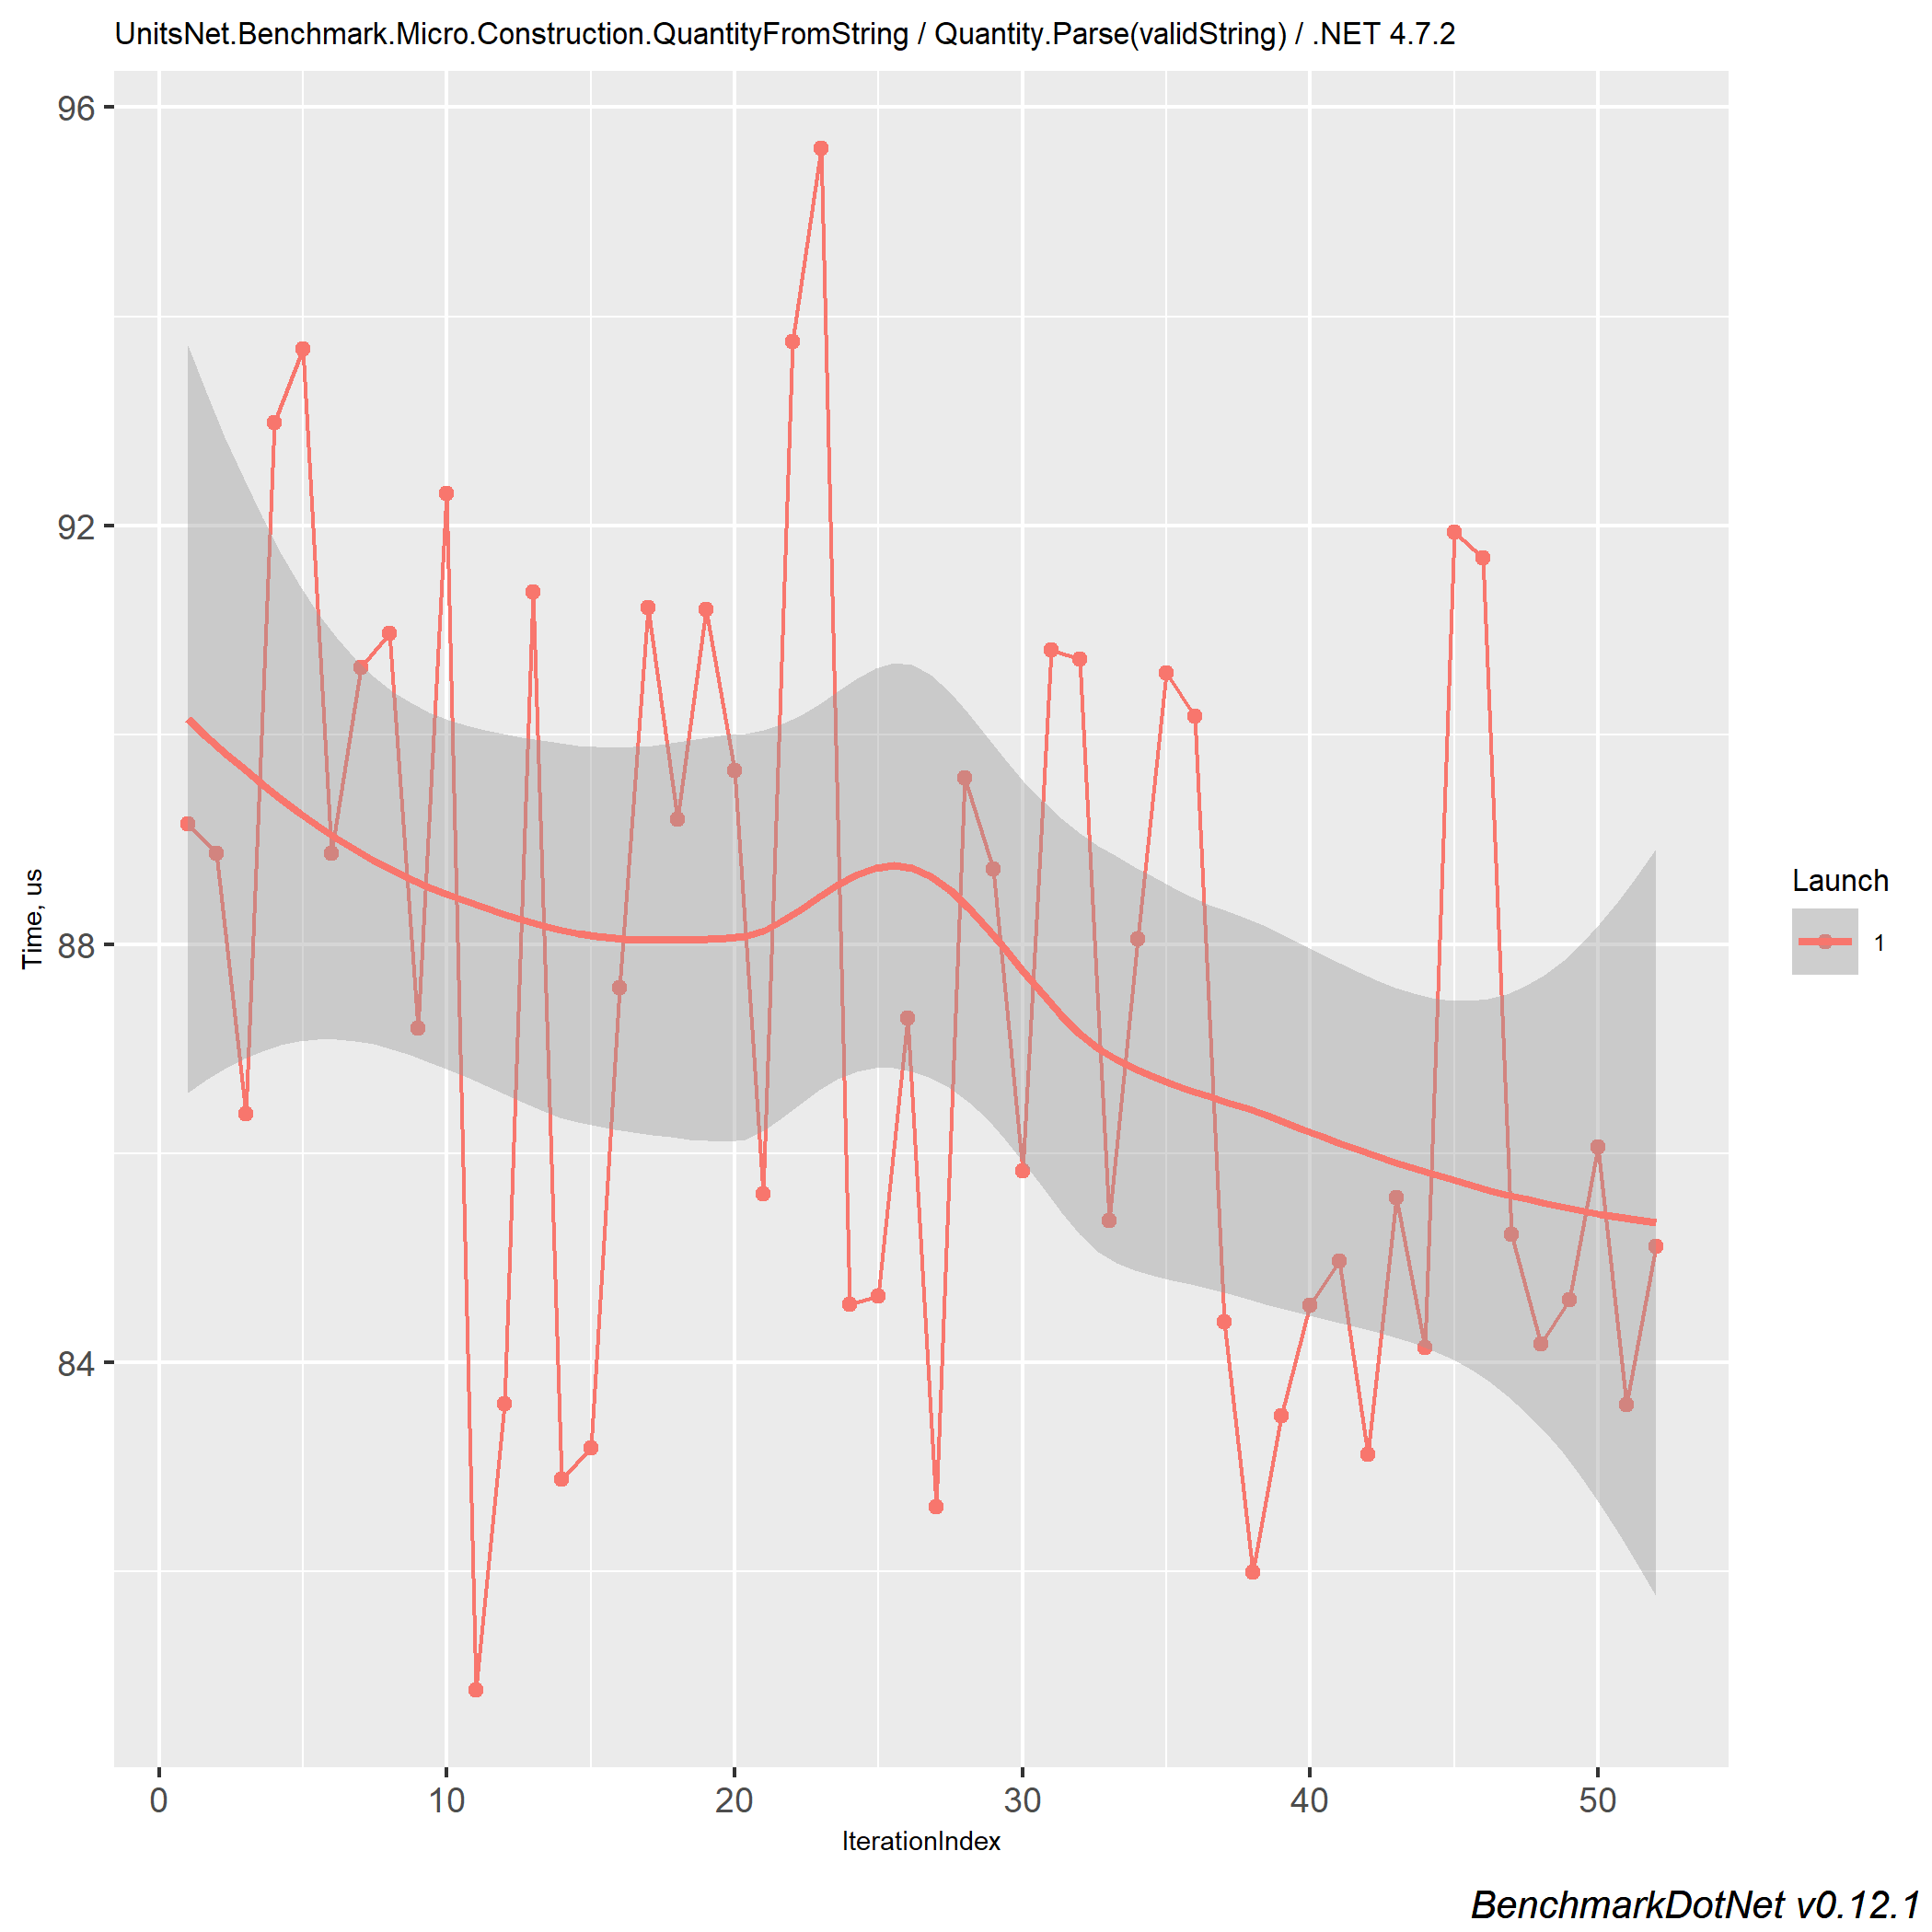 UnitsNet.Benchmark.Micro.Construction.QuantityFromString / Quantity.Parse(validString) / .NET 4.7.2
96
92
88
84
Time, us
0 10 20 30 40 50
IterationIndex
Launch
1
BenchmarkDotNet v0.12.1